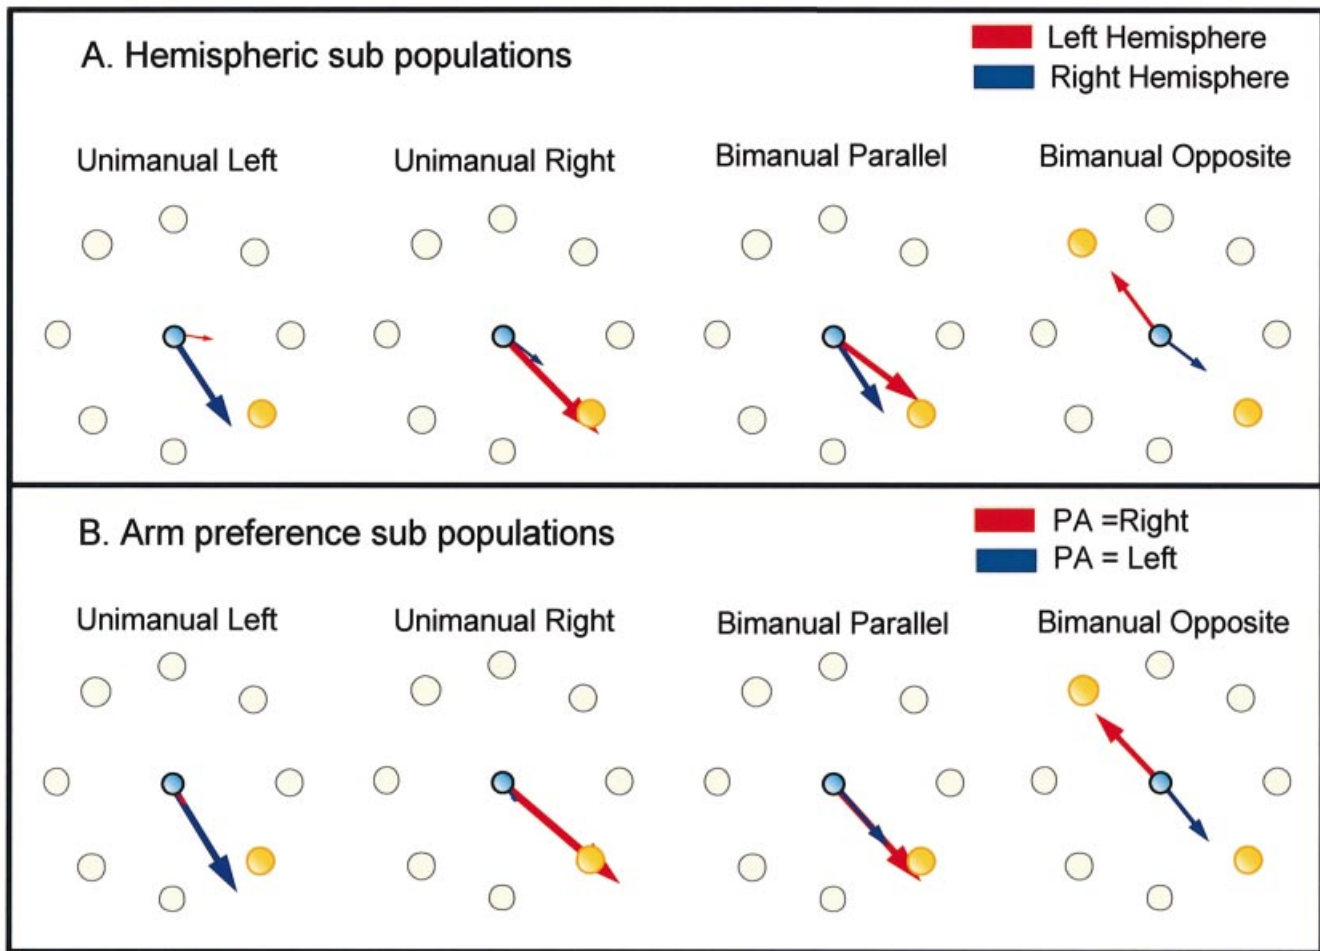 A. Hemispheric sub populations
Left Hemisphere
Right Hemisphere
Unimanual Left
Unimanual Right
Bimanual Parallel
Bimanual Opposite
B. Arm preference sub populations
PA =Right
PA = Left
Unimanual Left
Unimanual Right
Bimanual Parallel
Bimanual Opposite